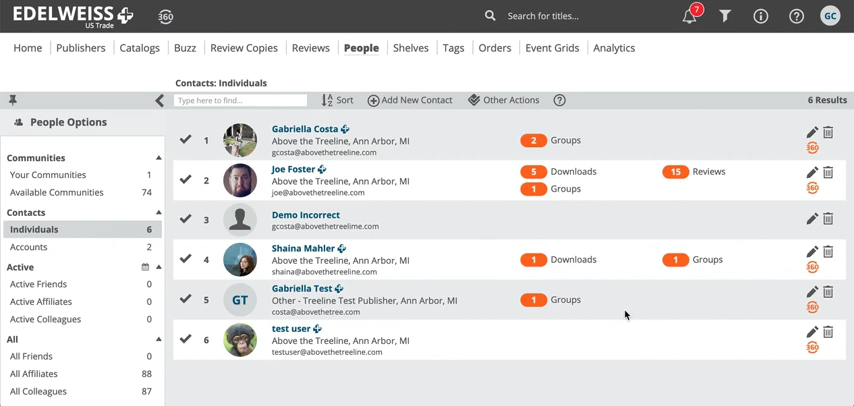 EDELWEISS
US Trade
360
Search for titles...
7
GC
Home Publishers Catalogs Buzz Review Copies Reviews People Shelves Tags Orders Event Grids Analytics
Contacts: Individuals
Type here to find...
A Z Sort
Add New Contact
Other Actions
6 Results
People Options
Communities
Your Communities 1
Available Communities 74
Contacts
Individuals 6
Accounts 2
Active
Active Friends 0
Active Affiliates 0
Active Colleagues 0
All
All Friends 0
All Affiliates 88
All Colleagues 87
1
Gabriella Costa
Above the Treeline, Ann Arbor, MI
gcosta@abovethetreeline.com
2 Groups
360
2
Joe Foster
Above the Treeline, Ann Arbor, MI
joe@abovethetreeline.com
5 Downloads 15 Reviews
1 Groups
360
3
Demo Incorrect
gcosta@abovethetreelime.com
4
Shaina Mahler
Above the Treeline, Ann Arbor, MI
shaina@abovethetreeline.com
1 Downloads 1 Groups
360
5
GT
Gabriella Test
Other - Treeline Test Publisher, Ann Arbor, MI
costa@abovethetree.com
1 Groups
360
6
test user
Above the Treeline, Ann Arbor, MI
testuser@abovethetreeline.com
360